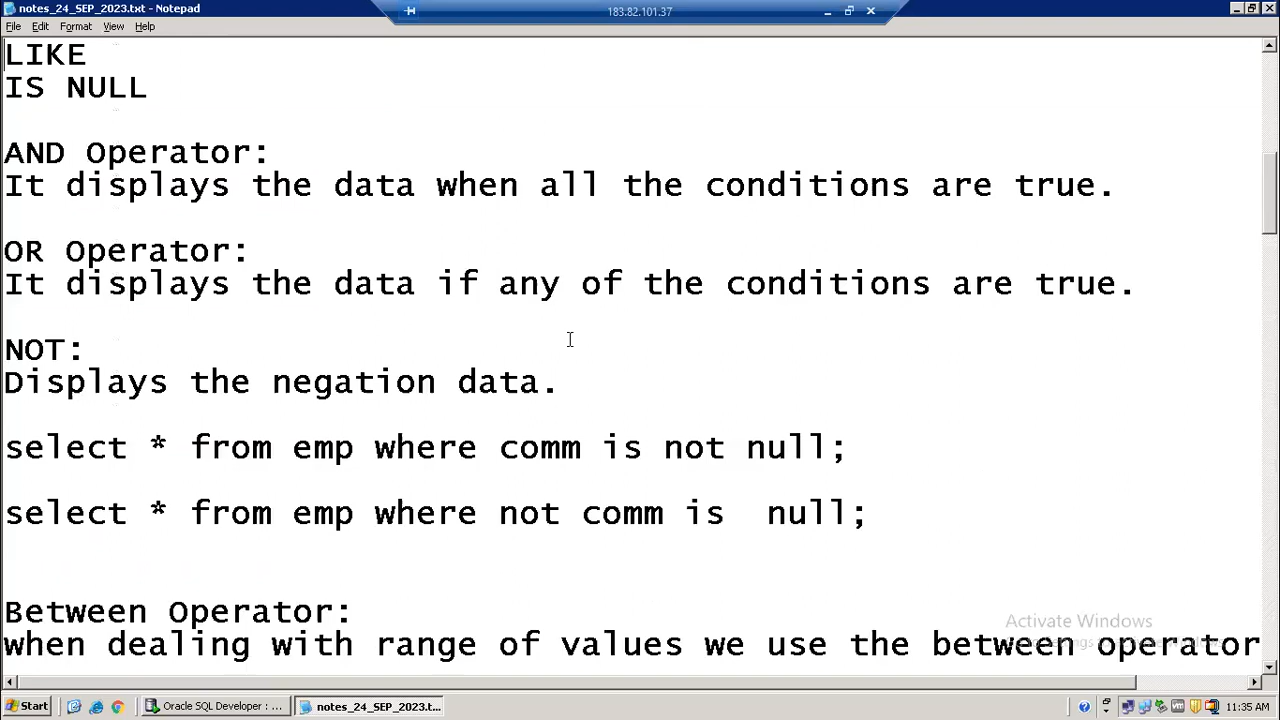 notes_24_SEP_2023.txt - Notepad
183.82.101.37
File Edit Format View Help
LIKE
IS NULL
AND Operator:
It displays the data when all the conditions are true.
OR Operator:
It displays the data if any of the conditions are true.
NOT:
Displays the negation data.
select * from emp where comm is not null;
select * from emp where not comm is  null;
Between Operator:
when dealing with range of values we use the between operator
Activate Windows
Start
Oracle SQL Developer : ...
notes_24_SEP_2023.t...
11:35 AM